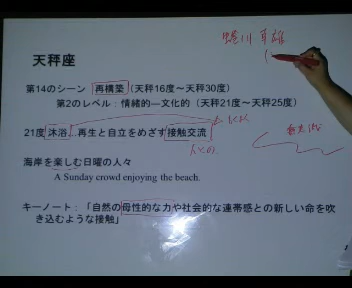 天秤座
第14のシーン 再構築 (天秤16度～天秤30度)
第2のレベル：情緒的―文化的 (天秤21度～天秤25度)
21度 沐浴…再生と自立をめざす接触交流
海岸を楽しむ日曜の人々
A Sunday crowd enjoying the beach.
キーノート：「自然の母性的な力や社会的な連帯感との新しい命を吹
き込むような接触」